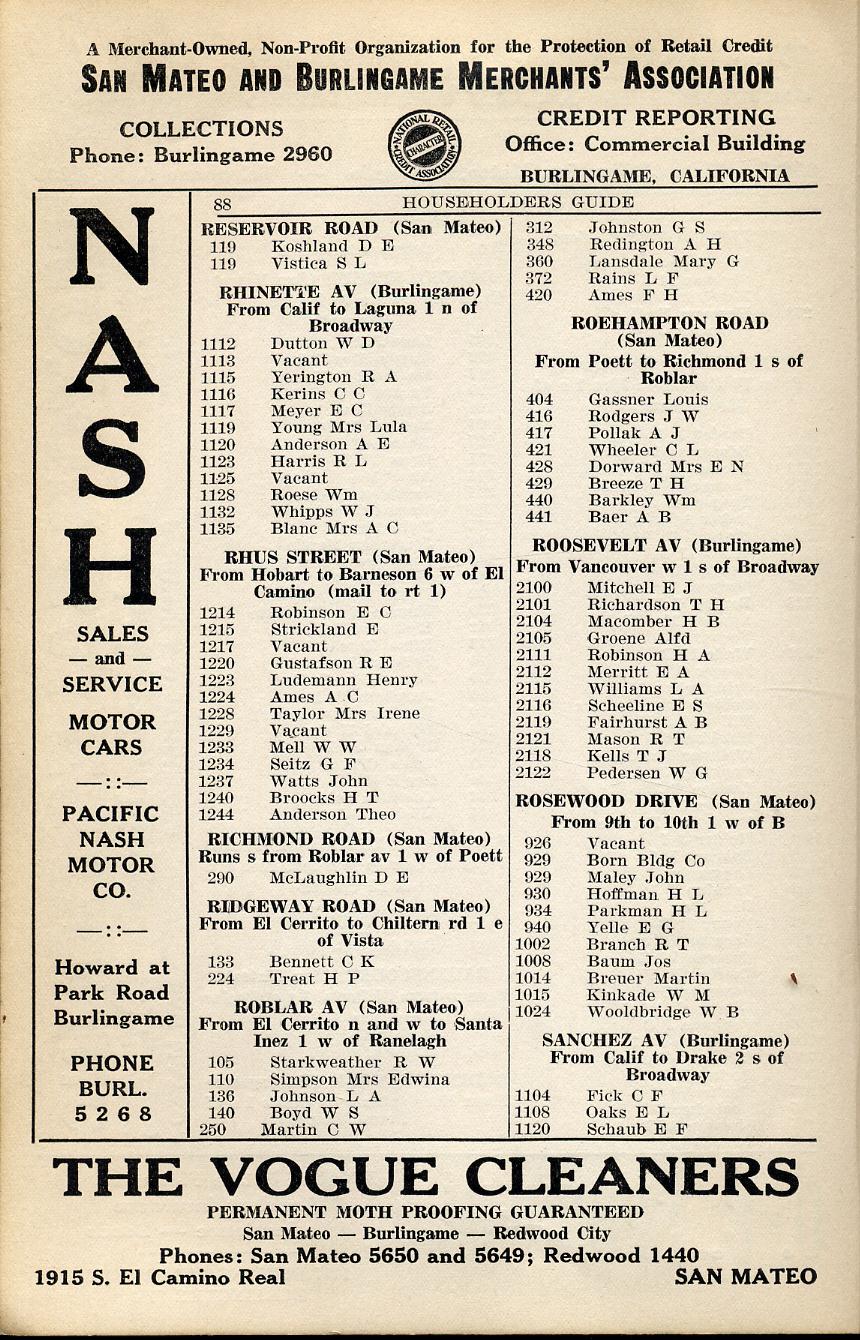 A Merchant-Owned, Non-Profit Organization for the Protection of Retail Credit
SAN MATEO AND BURLINGAME MERCHANTS' ASSOCIATION
COLLECTIONS
Phone: Burlingame 2960
NATIONAL RETAIL
CHARACTER
CREDIT ASSOCIATION
CREDIT REPORTING
Office: Commercial Building
BURLINGAME, CALIFORNIA
NASH
SALES
— and —
SERVICE
MOTOR
CARS
—::—
PACIFIC
NASH
MOTOR
CO.
—::—
Howard at
Park Road
Burlingame
PHONE
BURL.
5 2 6 8
88 HOUSEHOLDERS GUIDE
RESERVOIR ROAD (San Mateo)
119 Koshland D E
119 Vistica S L
RHINETTE AV (Burlingame)
From Calif to Laguna 1 n of
Broadway
1112 Dutton W D
1113 Vacant
1115 Yerington R A
1116 Kerins C C
1117 Meyer E C
1119 Young Mrs Lula
1120 Anderson A E
1123 Harris R L
1125 Vacant
1128 Roese Wm
1132 Whipps W J
1135 Blanc Mrs A C
RHUS STREET (San Mateo)
From Hobart to Barneson 6 w of El
Camino (mail to rt 1)
1214 Robinson E C
1215 Strickland E
1217 Vacant
1220 Gustafson R E
1223 Ludemann Henry
1224 Ames A C
1228 Taylor Mrs Irene
1229 Vacant
1233 Mell W W
1234 Seitz G F
1237 Watts John
1240 Broocks H T
1244 Anderson Theo
RICHMOND ROAD (San Mateo)
Runs s from Roblar av 1 w of Poett
290 McLaughlin D E
RIDGEWAY ROAD (San Mateo)
From El Cerrito to Chiltern rd 1 e
of Vista
133 Bennett C K
224 Treat H P
ROBLAR AV (San Mateo)
From El Cerrito n and w to Santa
Inez 1 w of Ranelagh
105 Starkweather R W
110 Simpson Mrs Edwina
136 Johnson L A
140 Boyd W S
250 Martin C W
312 Johnston G S
348 Redington A H
360 Lansdale Mary G
372 Rains L F
420 Ames F H
ROEHAMPTON ROAD
(San Mateo)
From Poett to Richmond 1 s of
Roblar
404 Gassner Louis
416 Rodgers J W
417 Pollak A J
421 Wheeler C L
428 Dorward Mrs E N
429 Breeze T H
440 Barkley Wm
441 Baer A B
ROOSEVELT AV (Burlingame)
From Vancouver w 1 s of Broadway
2100 Mitchell E J
2101 Richardson T H
2104 Macomber H B
2105 Groene Alfd
2111 Robinson H A
2112 Merritt E A
2115 Williams L A
2116 Scheeline E S
2119 Fairhurst A B
2121 Mason R T
2118 Kells T J
2122 Pedersen W G
ROSEWOOD DRIVE (San Mateo)
From 9th to 10th 1 w of B
926 Vacant
929 Born Bldg Co
929 Maley John
930 Hoffman H L
934 Parkman H L
940 Yelle E G
1002 Branch R T
1008 Baum Jos
1014 Breuer Martin
1015 Kinkade W M
1024 Wooldbridge W B
SANCHEZ AV (Burlingame)
From Calif to Drake 2 s of
Broadway
1104 Fick C F
1108 Oaks E L
1120 Schaub E F
THE VOGUE CLEANERS
PERMANENT MOTH PROOFING GUARANTEED
San Mateo — Burlingame — Redwood City
Phones: San Mateo 5650 and 5649; Redwood 1440
1915 S. El Camino Real SAN MATEO